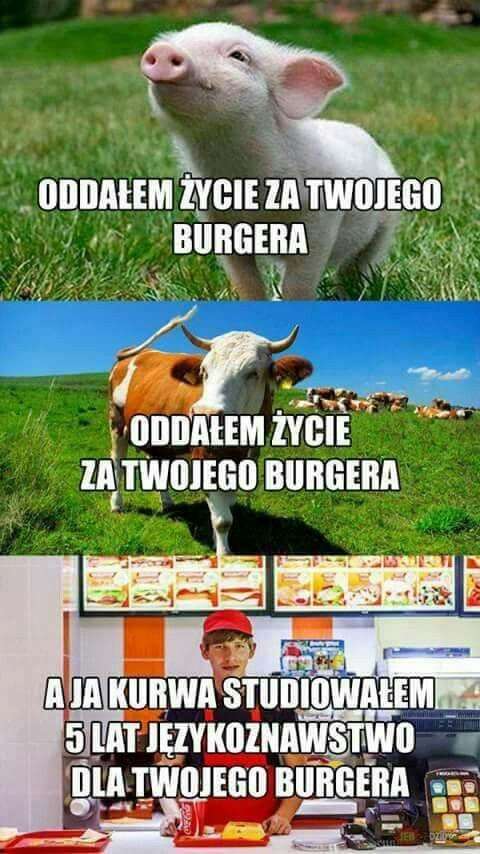 ODDAŁEM ŻYCIE ZA TWOJEGO
BURGERA
ODDAŁEM ŻYCIE
ZA TWOJEGO BURGERA
A JA KURWA STUDIOWAŁEM
5 LAT JĘZYKOZNAWSTWO
DLA TWOJEGO BURGERA